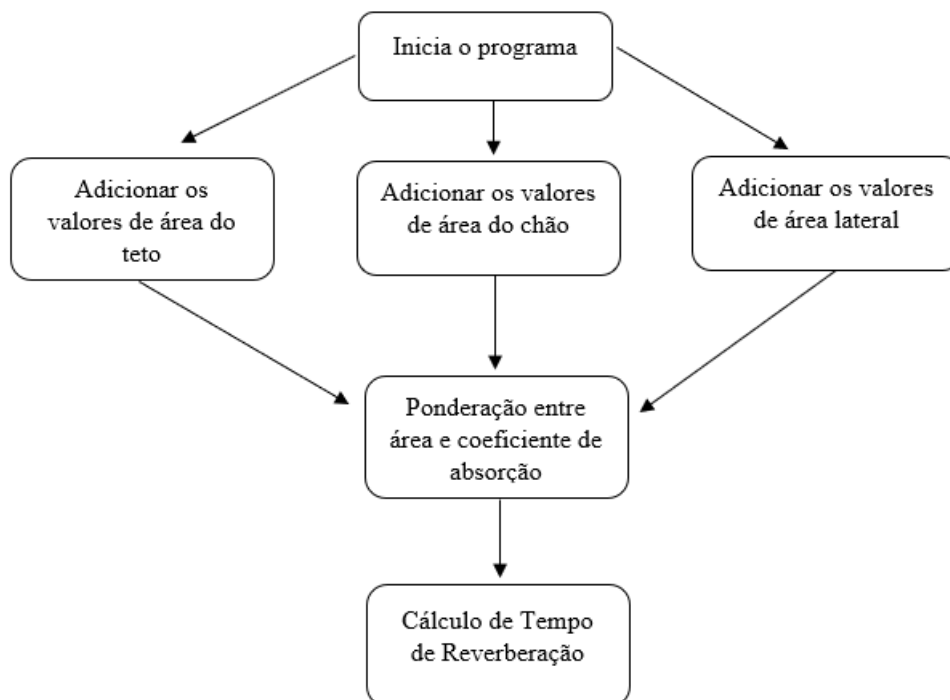 Inicia o programa
Adicionar os
valores de área do
teto
Adicionar os valores
de área do chão
Adicionar os valores
de área lateral
Ponderação entre
área e coeficiente de
absorção
Cálculo de Tempo
de Reverberação